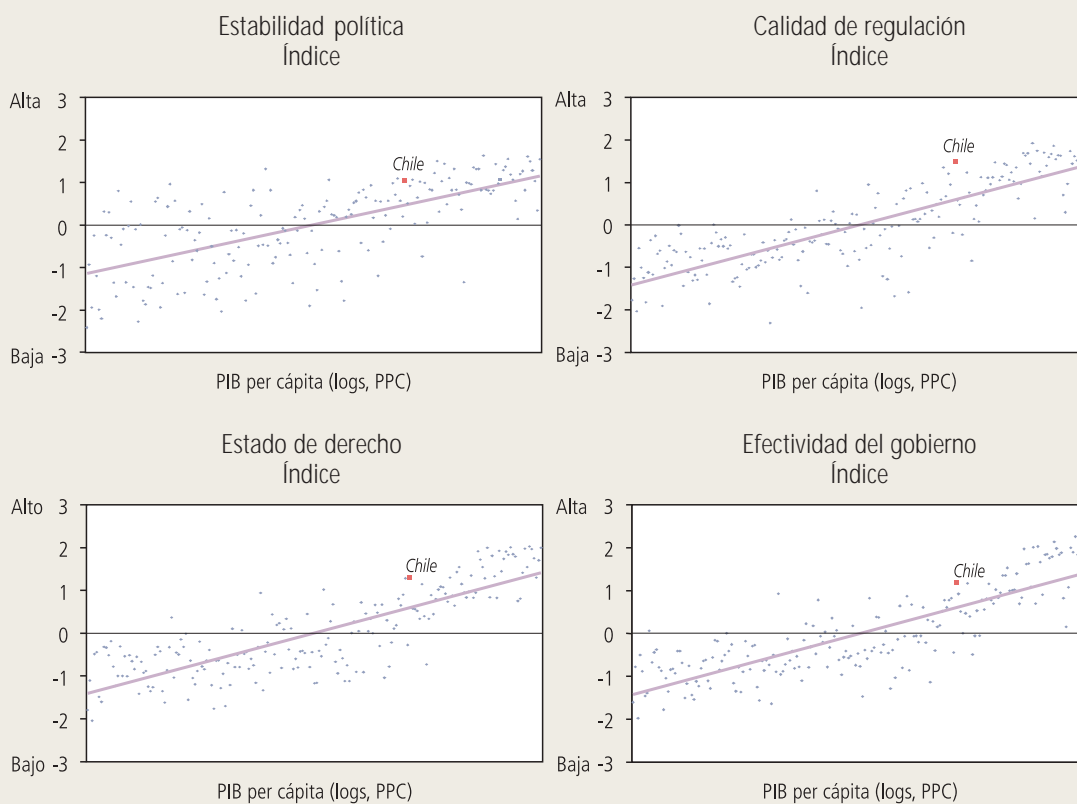 Estabilidad política
Índice
Alta 3
2
1
0
-1
-2
Baja -3
Chile
PIB per cápita (logs, PPC)
Calidad de regulación
Índice
Alta 3
2
1
0
-1
-2
Baja -3
Chile
PIB per cápita (logs, PPC)
Estado de derecho
Índice
Alto 3
2
1
0
-1
-2
Bajo -3
Chile
PIB per cápita (logs, PPC)
Efectividad del gobierno
Índice
Alta 3
2
1
0
-1
-2
Baja -3
Chile
PIB per cápita (logs, PPC)